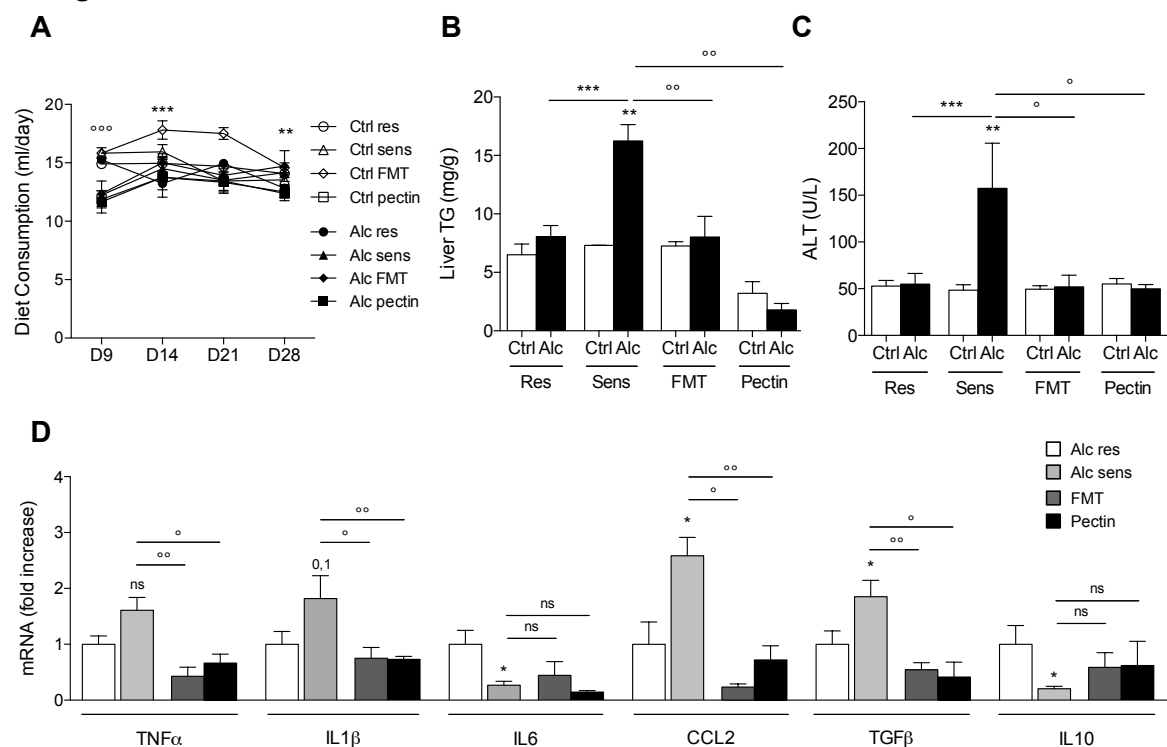 A
B
C
°°°
***
**
20
15
10
5
0
D9
D14
D21
D28
Diet Consumption (ml/day)
Ctrl res
Ctrl sens
Ctrl FMT
Ctrl pectin
Alc res
Alc sens
Alc FMT
Alc pectin
°°
***
°°
**
20
15
10
5
0
Liver TG (mg/g)
Ctrl Alc
Ctrl Alc
Ctrl Alc
Ctrl Alc
Res
Sens
FMT
Pectin
°
***
°
**
250
200
150
100
50
0
ALT (U/L)
Ctrl Alc
Ctrl Alc
Ctrl Alc
Ctrl Alc
Res
Sens
FMT
Pectin
D
Alc res
Alc sens
FMT
Pectin
4
3
2
1
0
mRNA (fold increase)
°
°°
ns
°°
°
0,1
ns
ns
*
°°
°
*
°
°°
*
ns
ns
*
TNFα
IL1β
IL6
CCL2
TGFβ
IL10